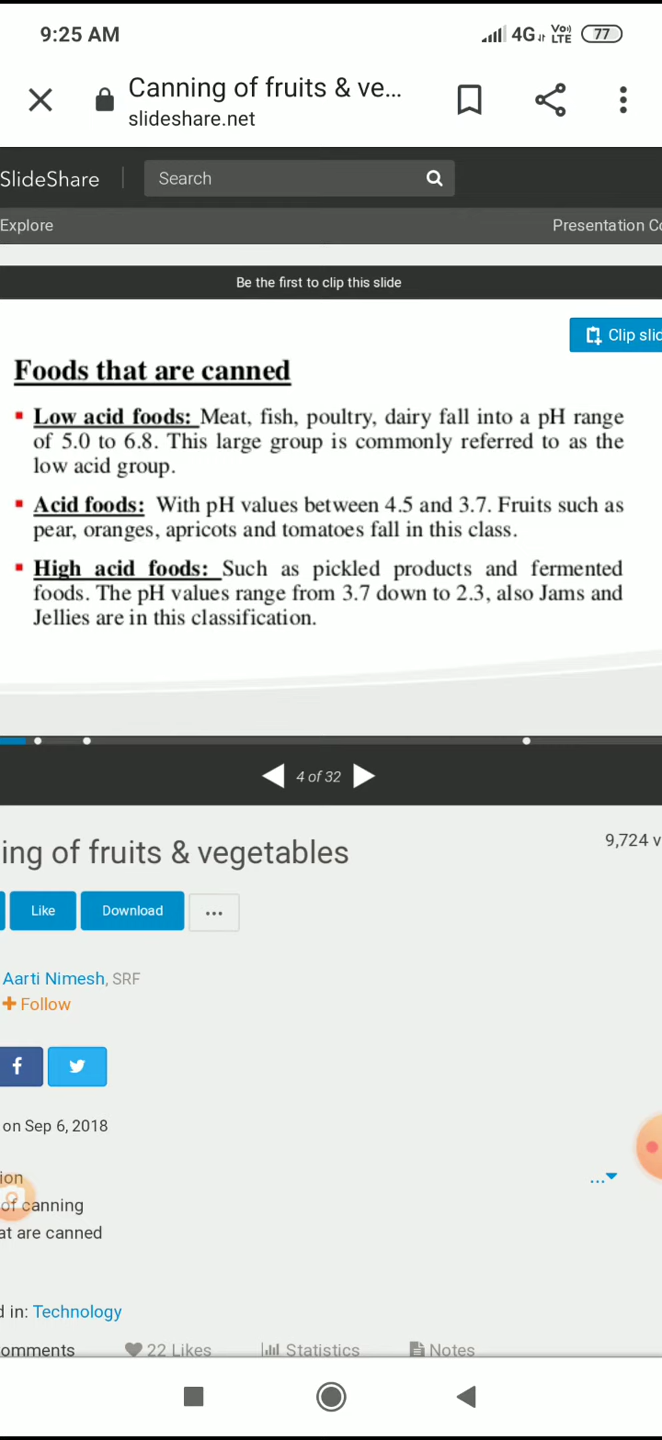 9:25 AM
4G Vo)) LTE 77
Canning of fruits & ve...
slideshare.net
SlideShare
Search
Explore
Presentation Co
Be the first to clip this slide
Clip slid
Foods that are canned
▪ Low acid foods: Meat, fish, poultry, dairy fall into a pH range
of 5.0 to 6.8. This large group is commonly referred to as the
low acid group.
▪ Acid foods: With pH values between 4.5 and 3.7. Fruits such as
pear, oranges, apricots and tomatoes fall in this class.
▪ High acid foods: Such as pickled products and fermented
foods. The pH values range from 3.7 down to 2.3, also Jams and
Jellies are in this classification.
4 of 32
ing of fruits & vegetables
9,724 v
Like
Download
...
Aarti Nimesh, SRF
+ Follow
on Sep 6, 2018
ion
...
of canning
at are canned
d in: Technology
omments
22 Likes
Statistics
Notes